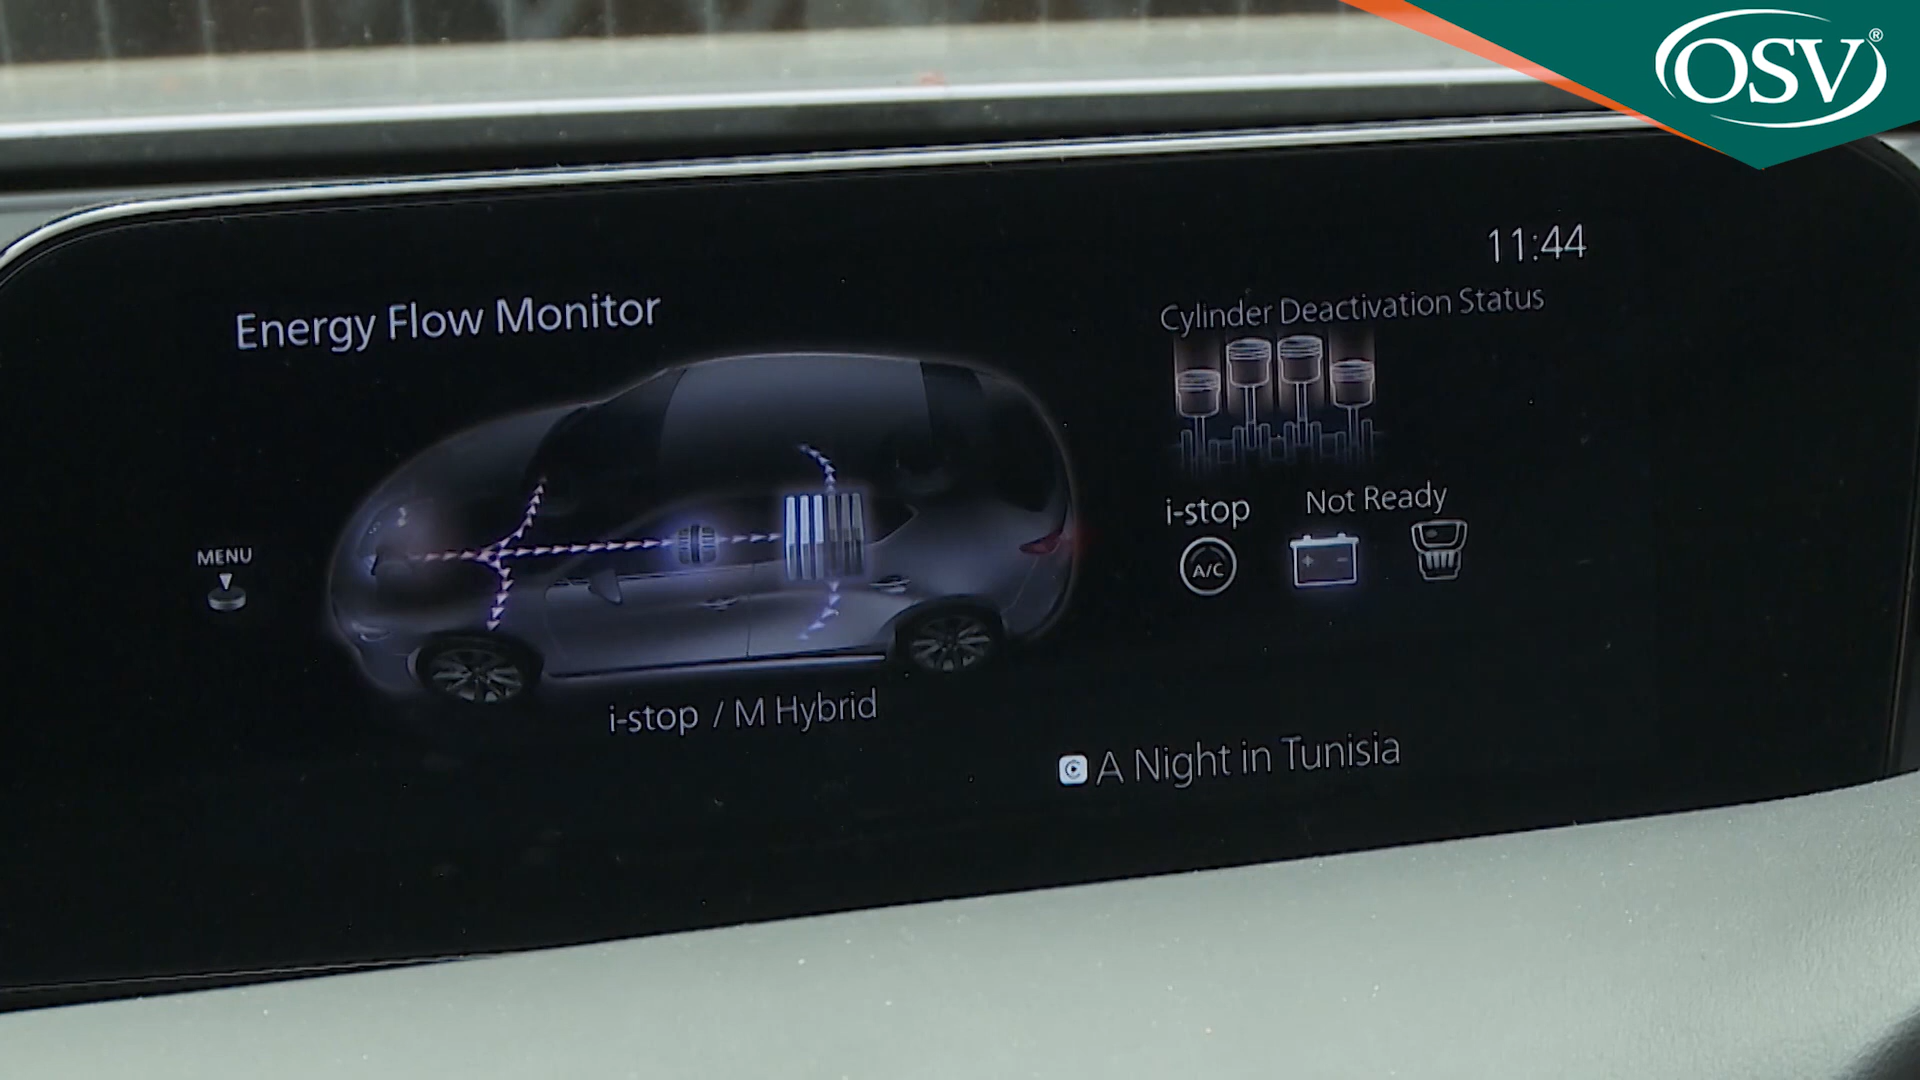 OSV®
11:44
Energy Flow Monitor
Cylinder Deactivation Status
i-stop
Not Ready
MENU
A/C
+ −
i-stop / M Hybrid
A Night in Tunisia